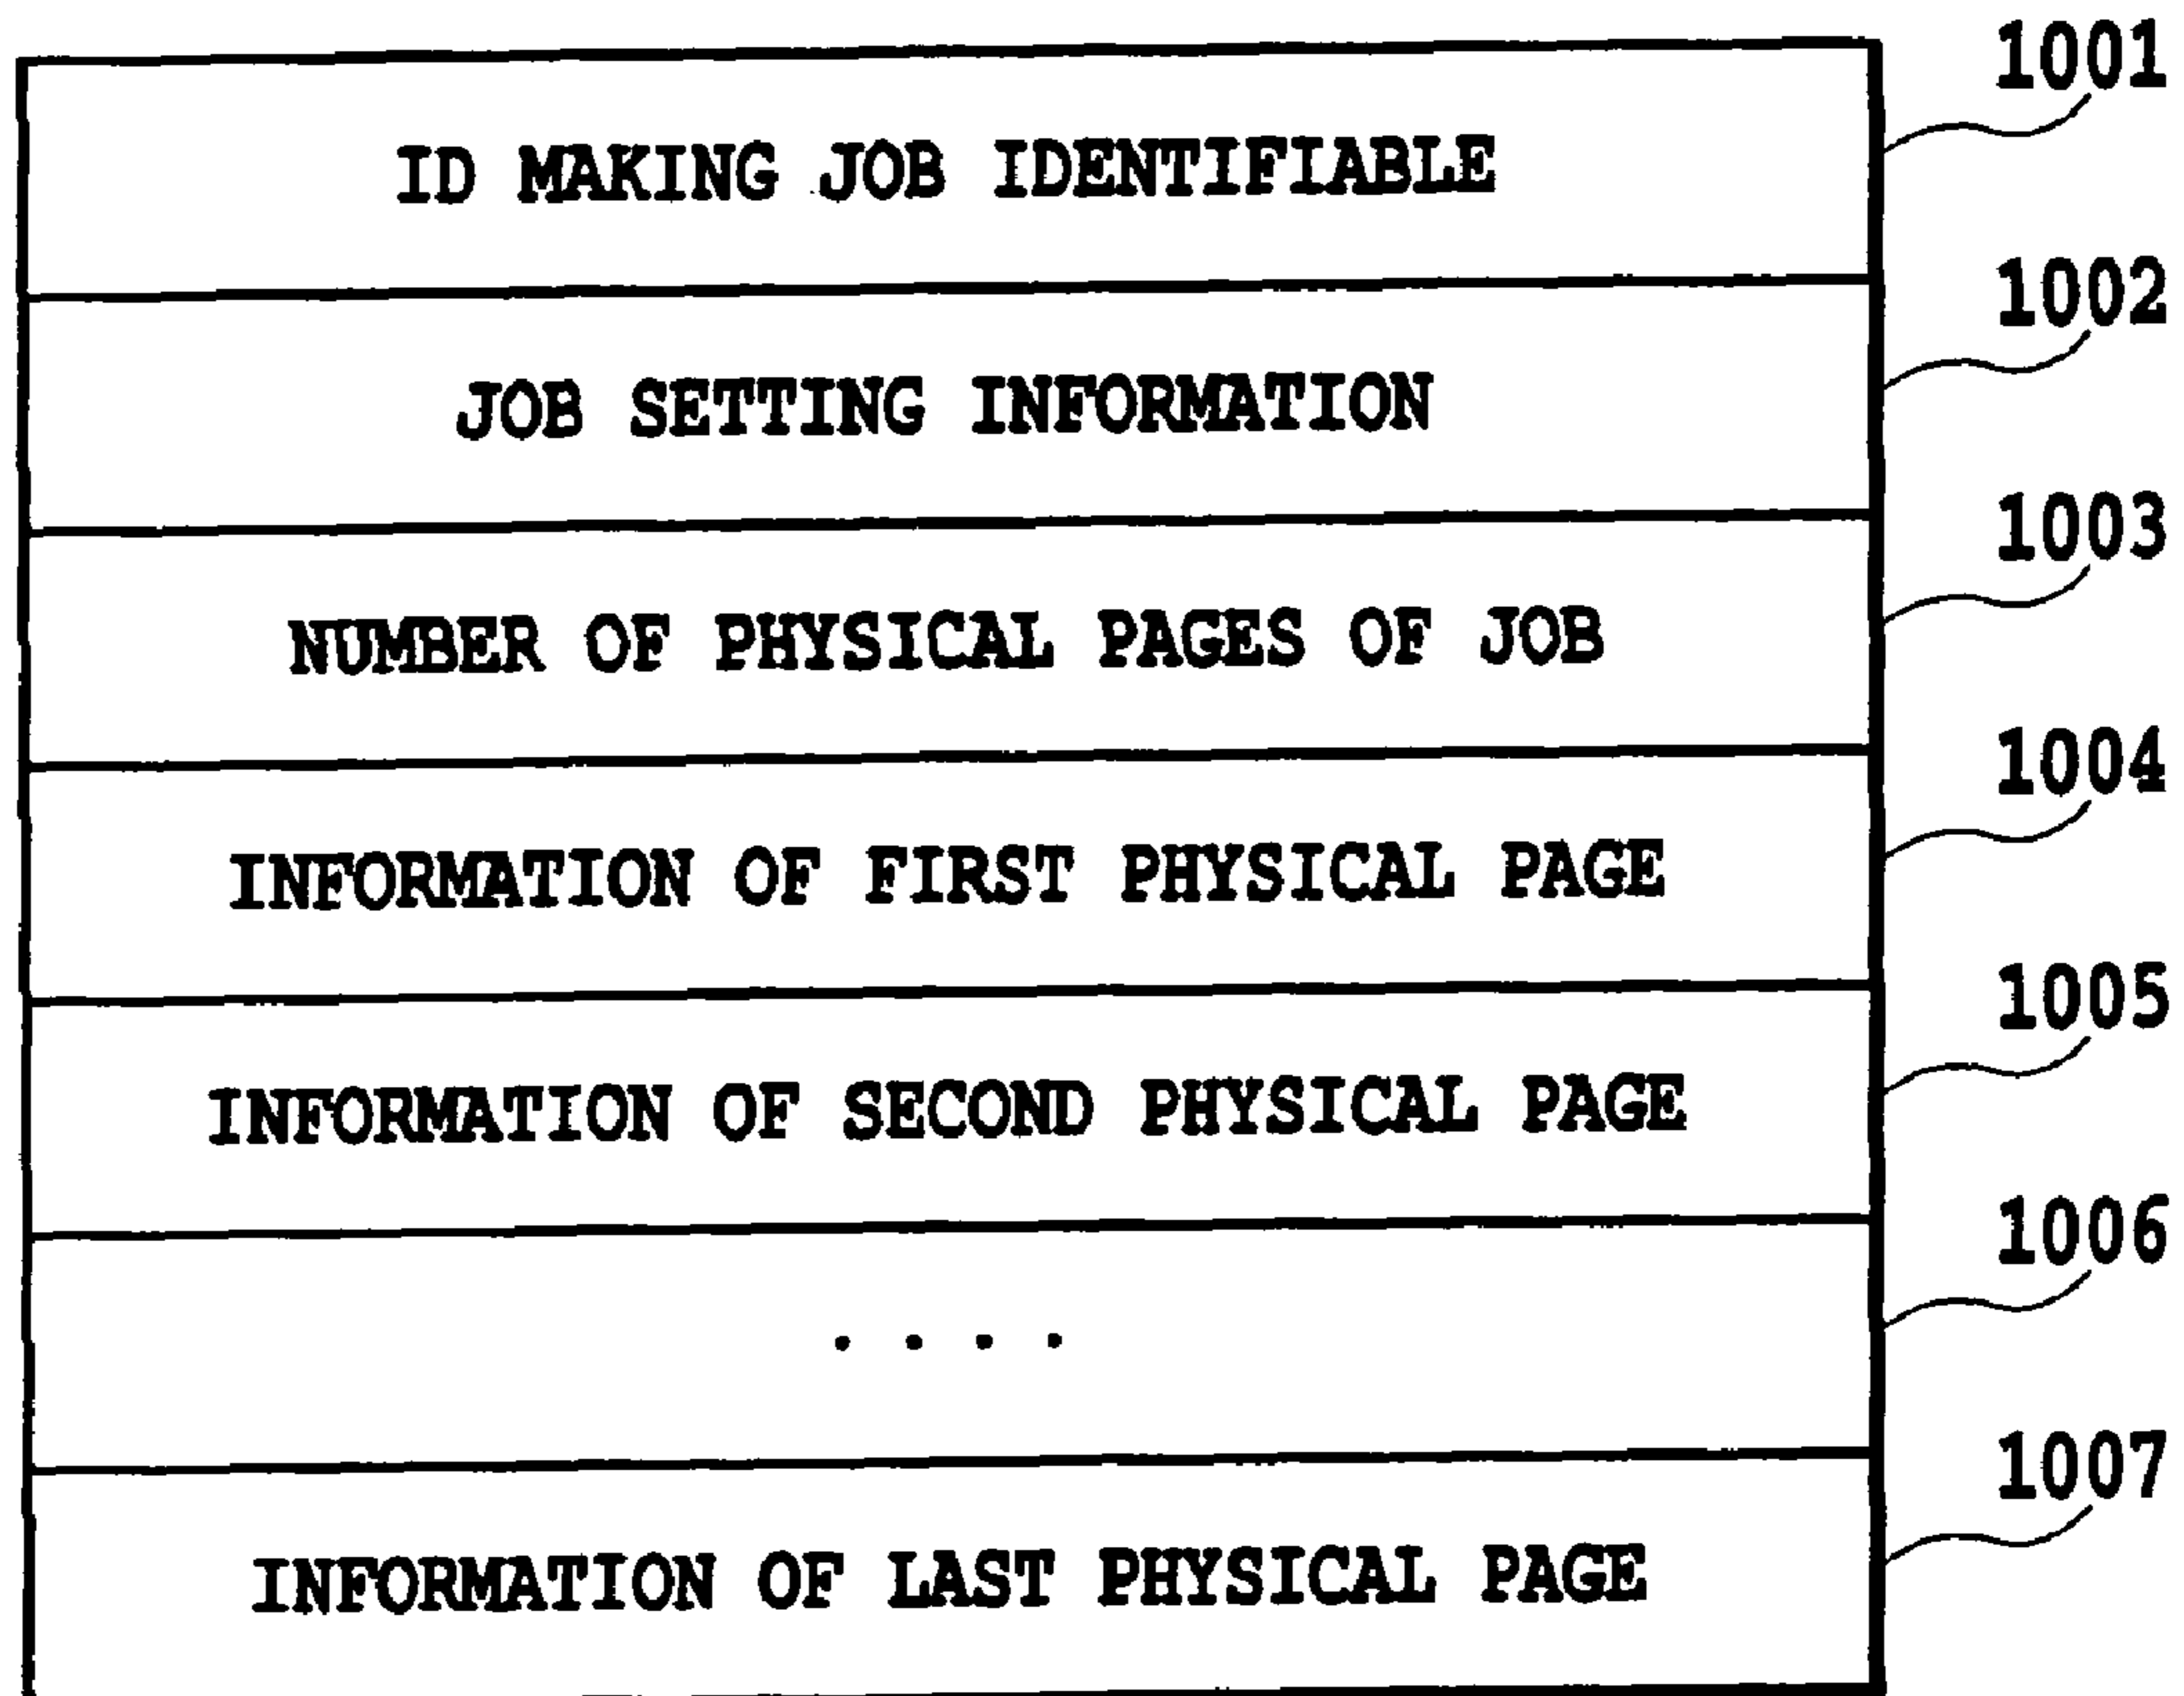 1001
ID MAKING JOB IDENTIFIABLE
1002
JOB SETTING INFORMATION
1003
NUMBER OF PHYSICAL PAGES OF JOB
1004
INFORMATION OF FIRST PHYSICAL PAGE
1005
INFORMATION OF SECOND PHYSICAL PAGE
1006
. . . .
1007
INFORMATION OF LAST PHYSICAL PAGE